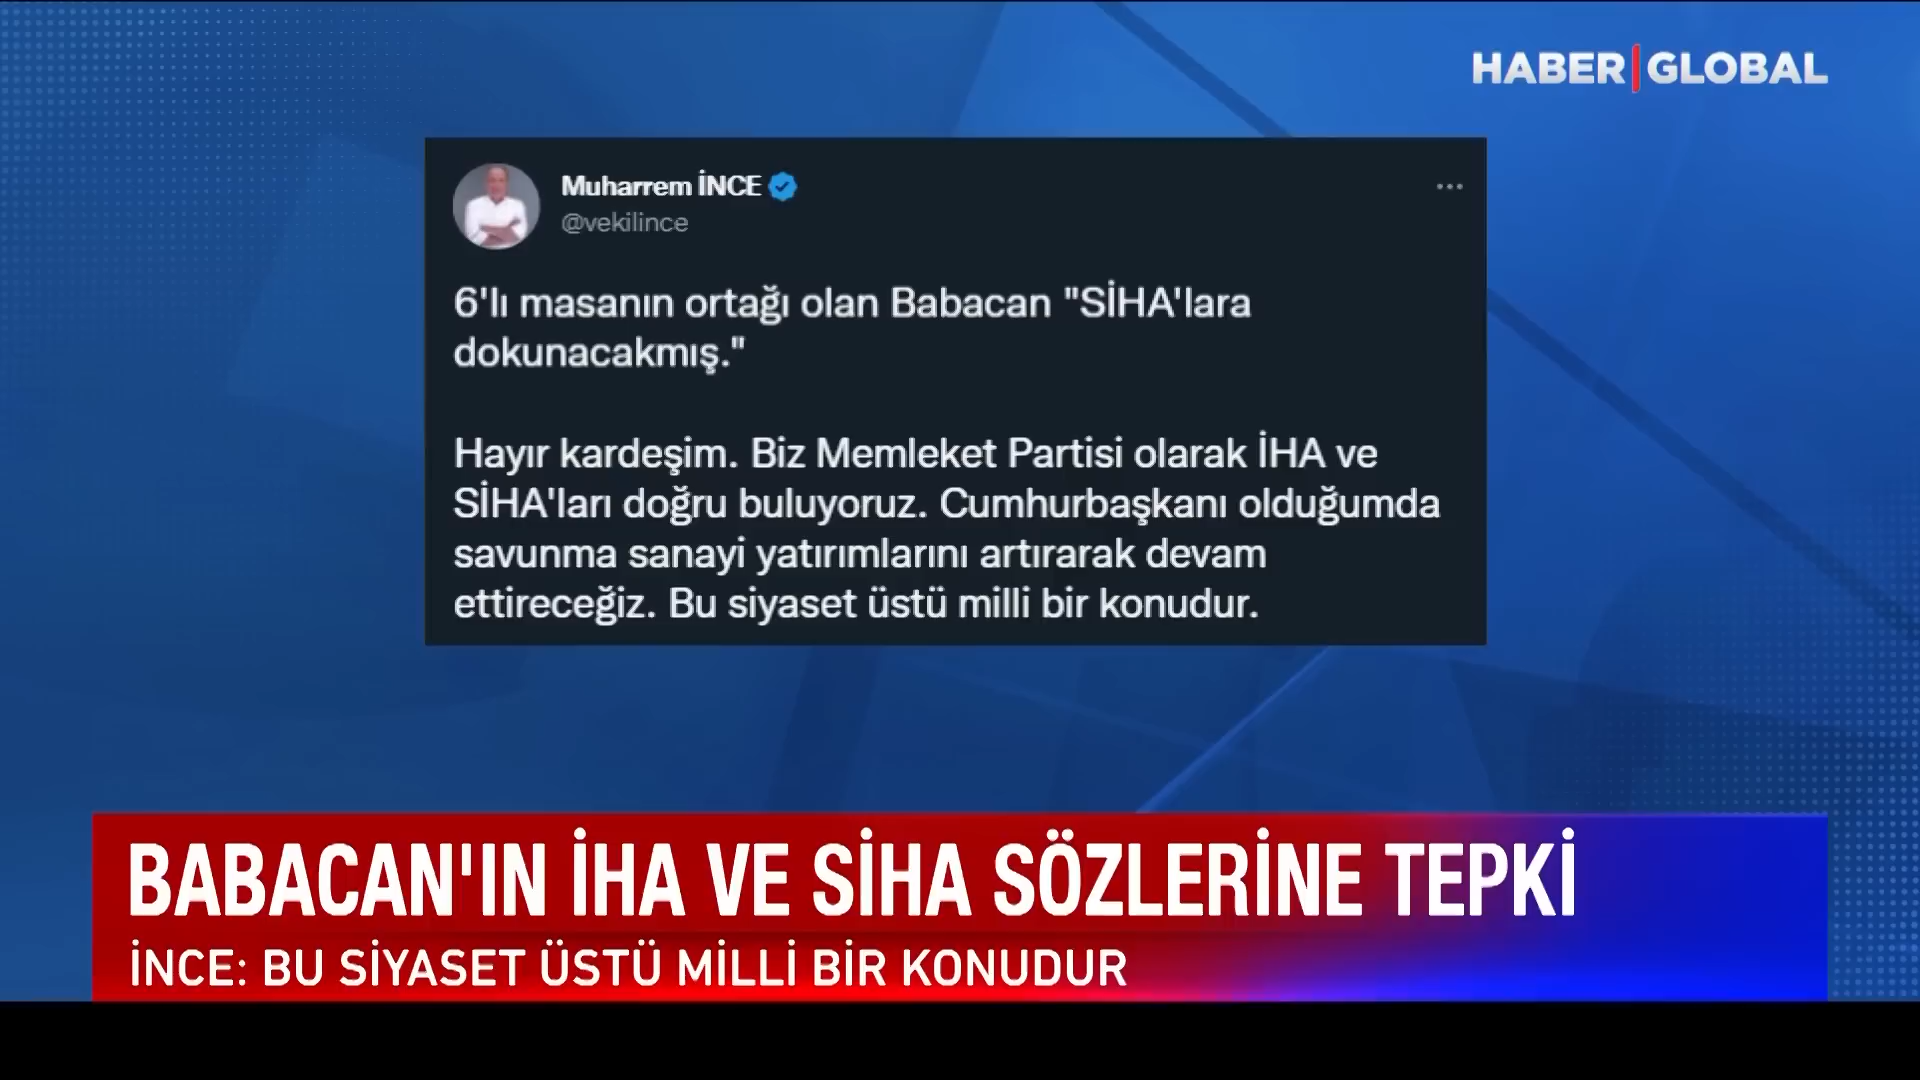 HABER GLOBAL
Muharrem İNCE
@vekilince
6'lı masanın ortağı olan Babacan "SİHA'lara
dokunacakmış."
Hayır kardeşim. Biz Memleket Partisi olarak İHA ve
SİHA'ları doğru buluyoruz. Cumhurbaşkanı olduğumda
savunma sanayi yatırımlarını artırarak devam
ettireceğiz. Bu siyaset üstü milli bir konudur.
BABACAN'IN İHA VE SİHA SÖZLERİNE TEPKİ
İNCE: BU SİYASET ÜSTÜ MİLLİ BİR KONUDUR